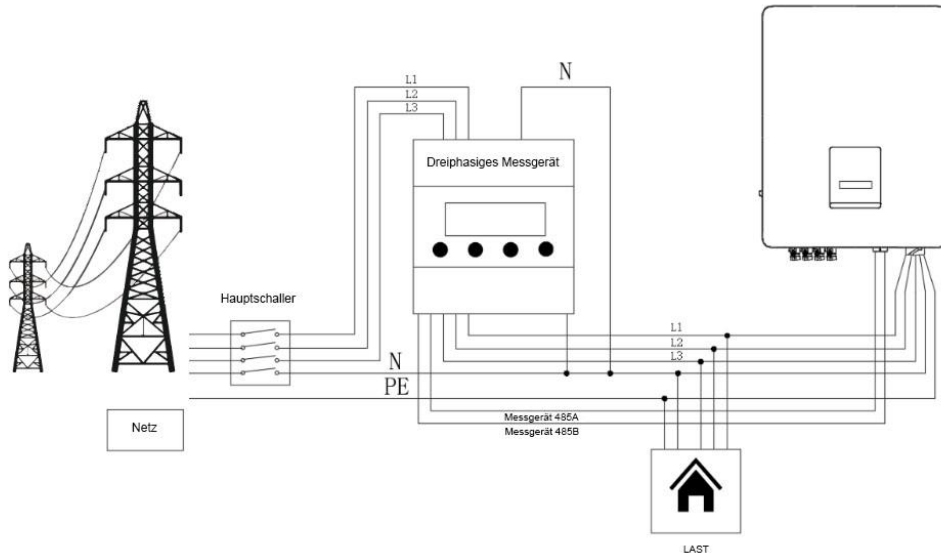 L1
L2
L3
N
Dreiphasiges Messgerät
Hauptschaller
L1
L2
L3
N
PE
Messgerät 485A
Messgerät 485B
Netz
LAST